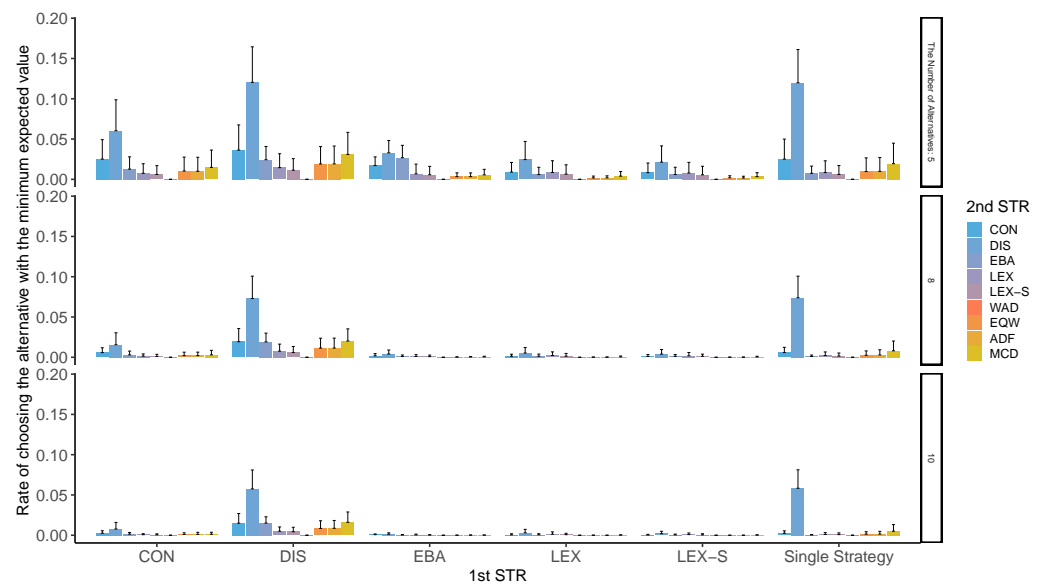 Rate of choosing the alternative with the minimum expected value
0.20
0.15
0.10
0.05
0.00
The Number of Alternatives: 5
0.20
0.15
0.10
0.05
0.00
8
0.20
0.15
0.10
0.05
0.00
10
CON DIS EBA LEX LEX−S Single Strategy
1st STR
2nd STR
CON
DIS
EBA
LEX
LEX−S
WAD
EQW
ADF
MCD